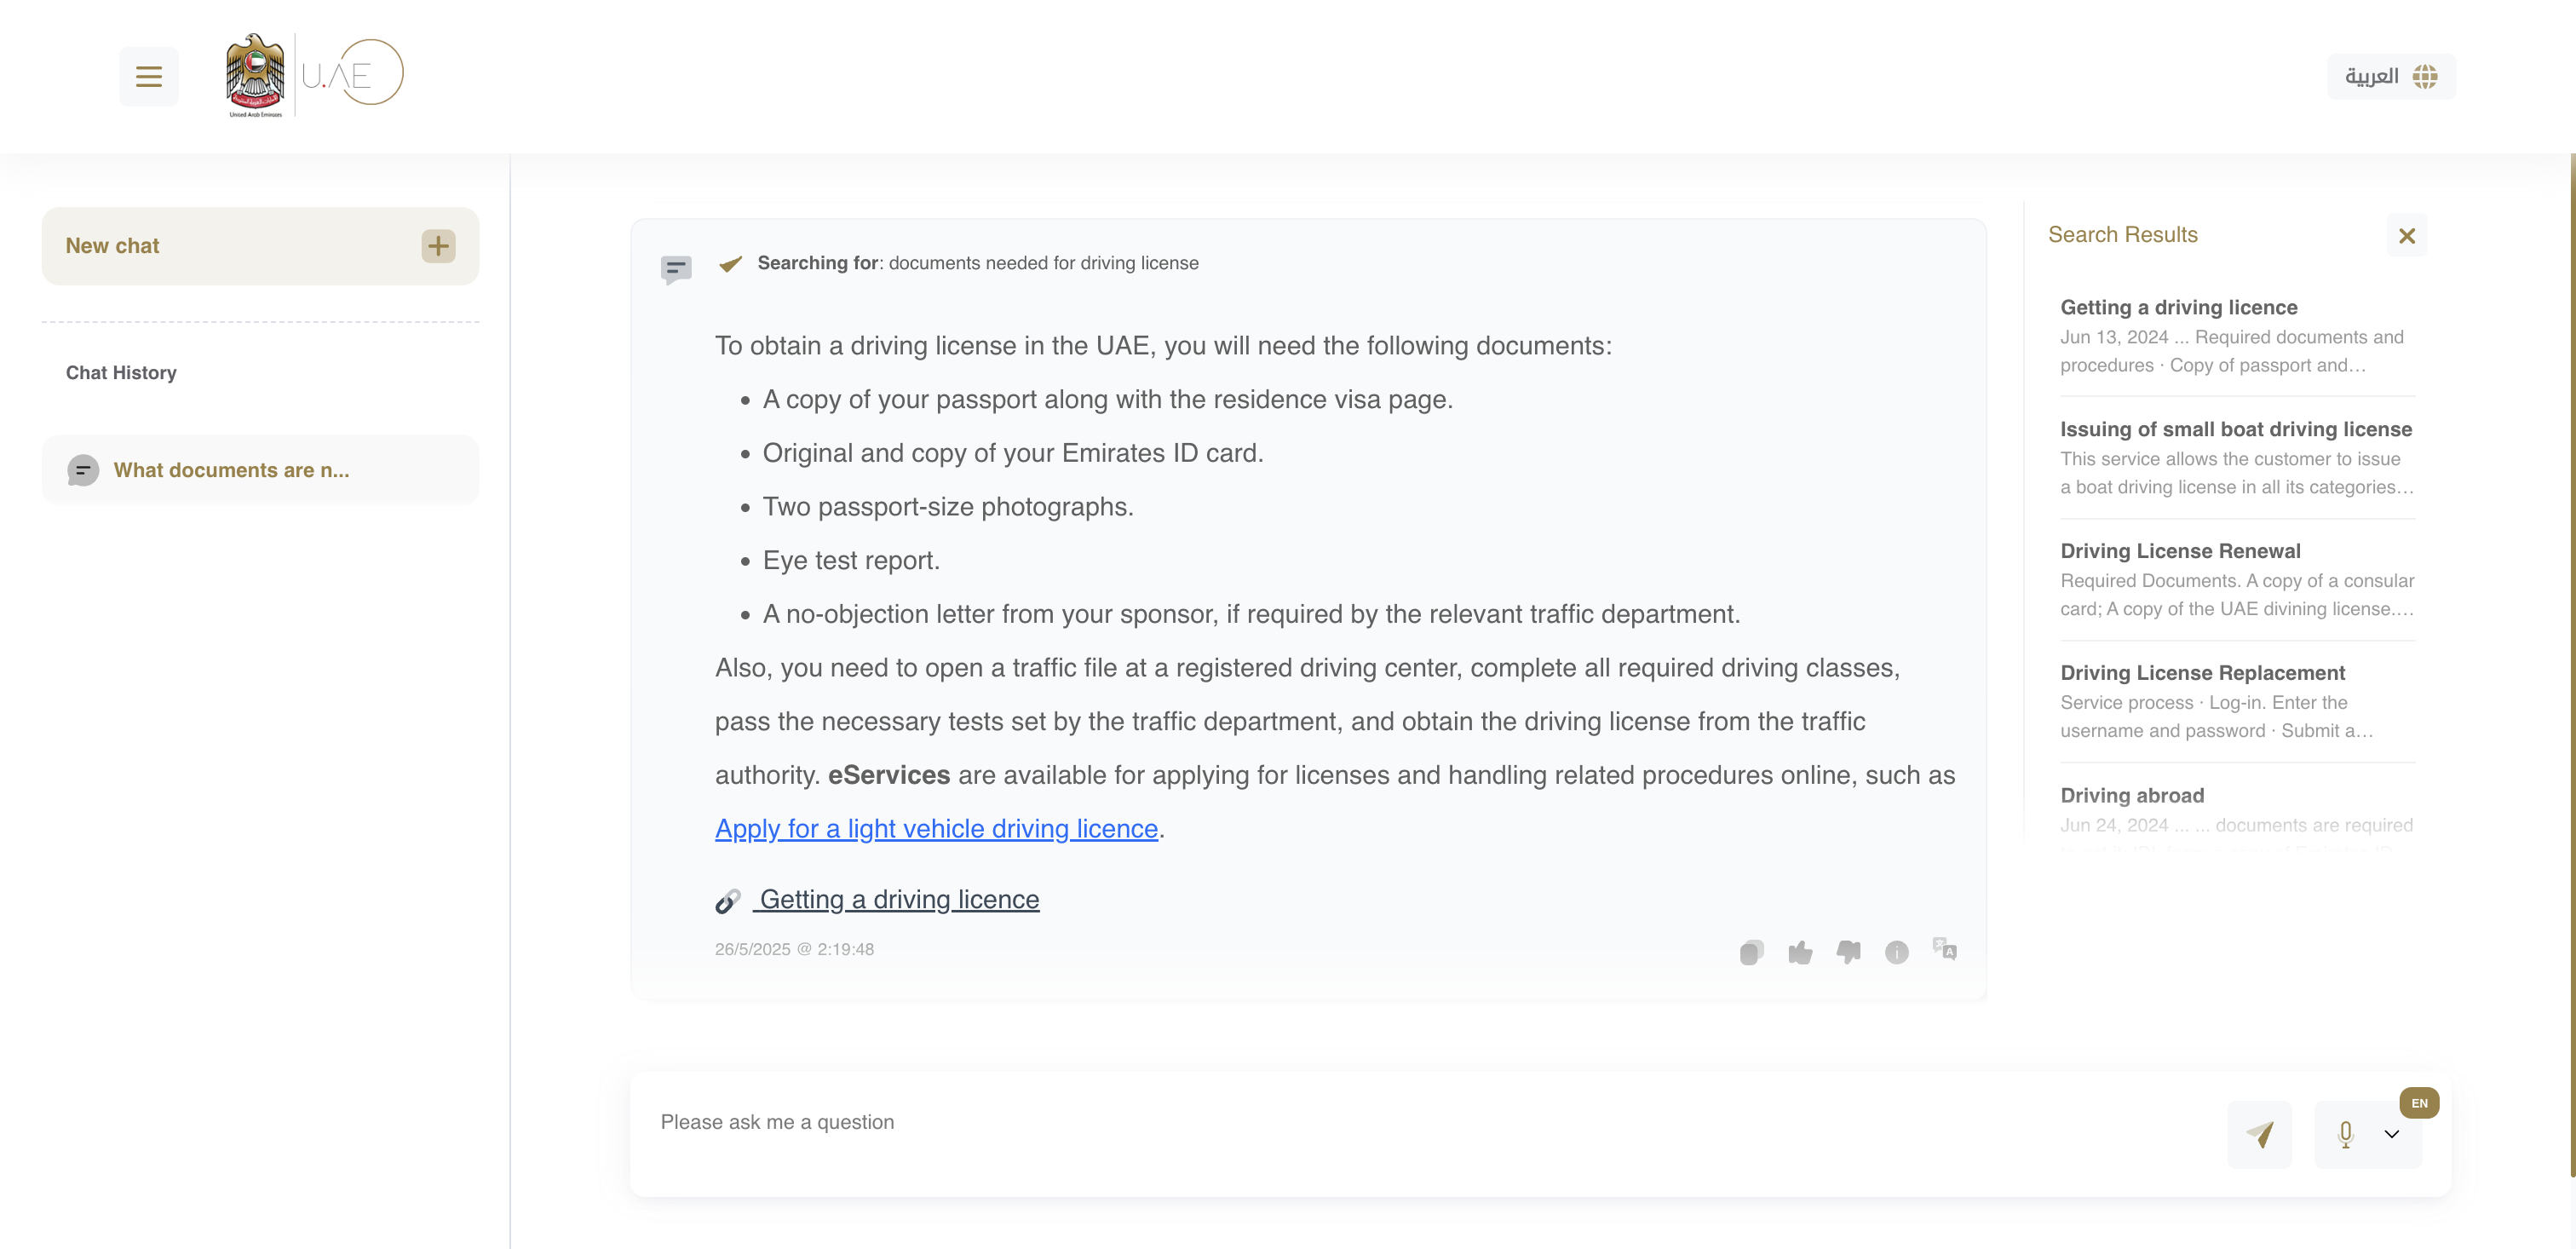 United Arab Emirates
U.AE
العربية
New chat
Chat History
What documents are n...
Searching for: documents needed for driving license
To obtain a driving license in the UAE, you will need the following documents:
• A copy of your passport along with the residence visa page.
• Original and copy of your Emirates ID card.
• Two passport-size photographs.
• Eye test report.
• A no-objection letter from your sponsor, if required by the relevant traffic department.
Also, you need to open a traffic file at a registered driving center, complete all required driving classes,
pass the necessary tests set by the traffic department, and obtain the driving license from the traffic
authority. eServices are available for applying for licenses and handling related procedures online, such as
Apply for a light vehicle driving licence.
Getting a driving licence
26/5/2025 @ 2:19:48
Search Results
Getting a driving licence
Jun 13, 2024 ... Required documents and
procedures · Copy of passport and…
Issuing of small boat driving license
This service allows the customer to issue
a boat driving license in all its categories…
Driving License Renewal
Required Documents. A copy of a consular
card; A copy of the UAE divining license.…
Driving License Replacement
Service process · Log-in. Enter the
username and password · Submit a…
Driving abroad
Jun 24, 2024 ... ... documents are required
Please ask me a question
EN